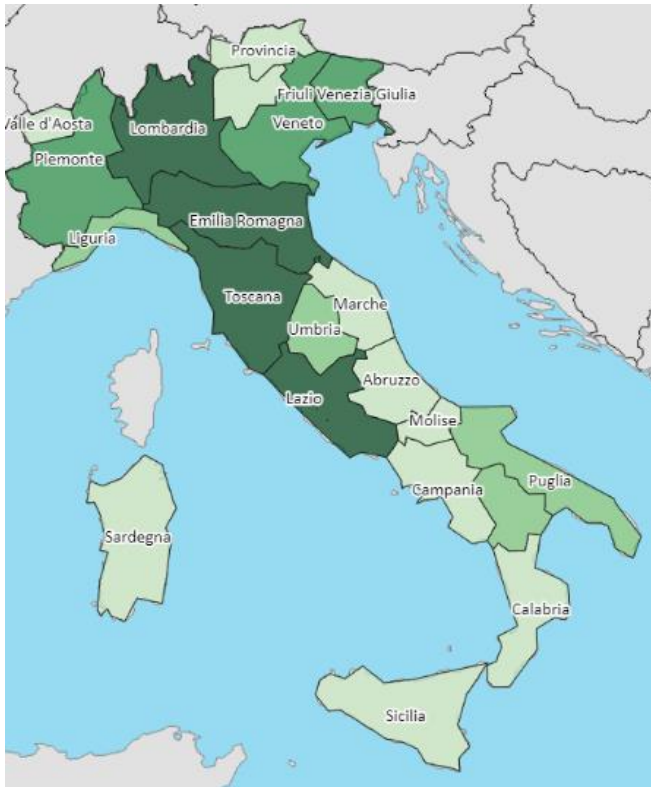 Provincia
Valle d'Aosta
Lombardia
Friuli Venezia Giulia
Veneto
Piemonte
Emilia Romagna
Liguria
Toscana
Marche
Umbria
Abruzzo
Lazio
Molise
Campania
Puglia
Sardegna
Calabria
Sicilia